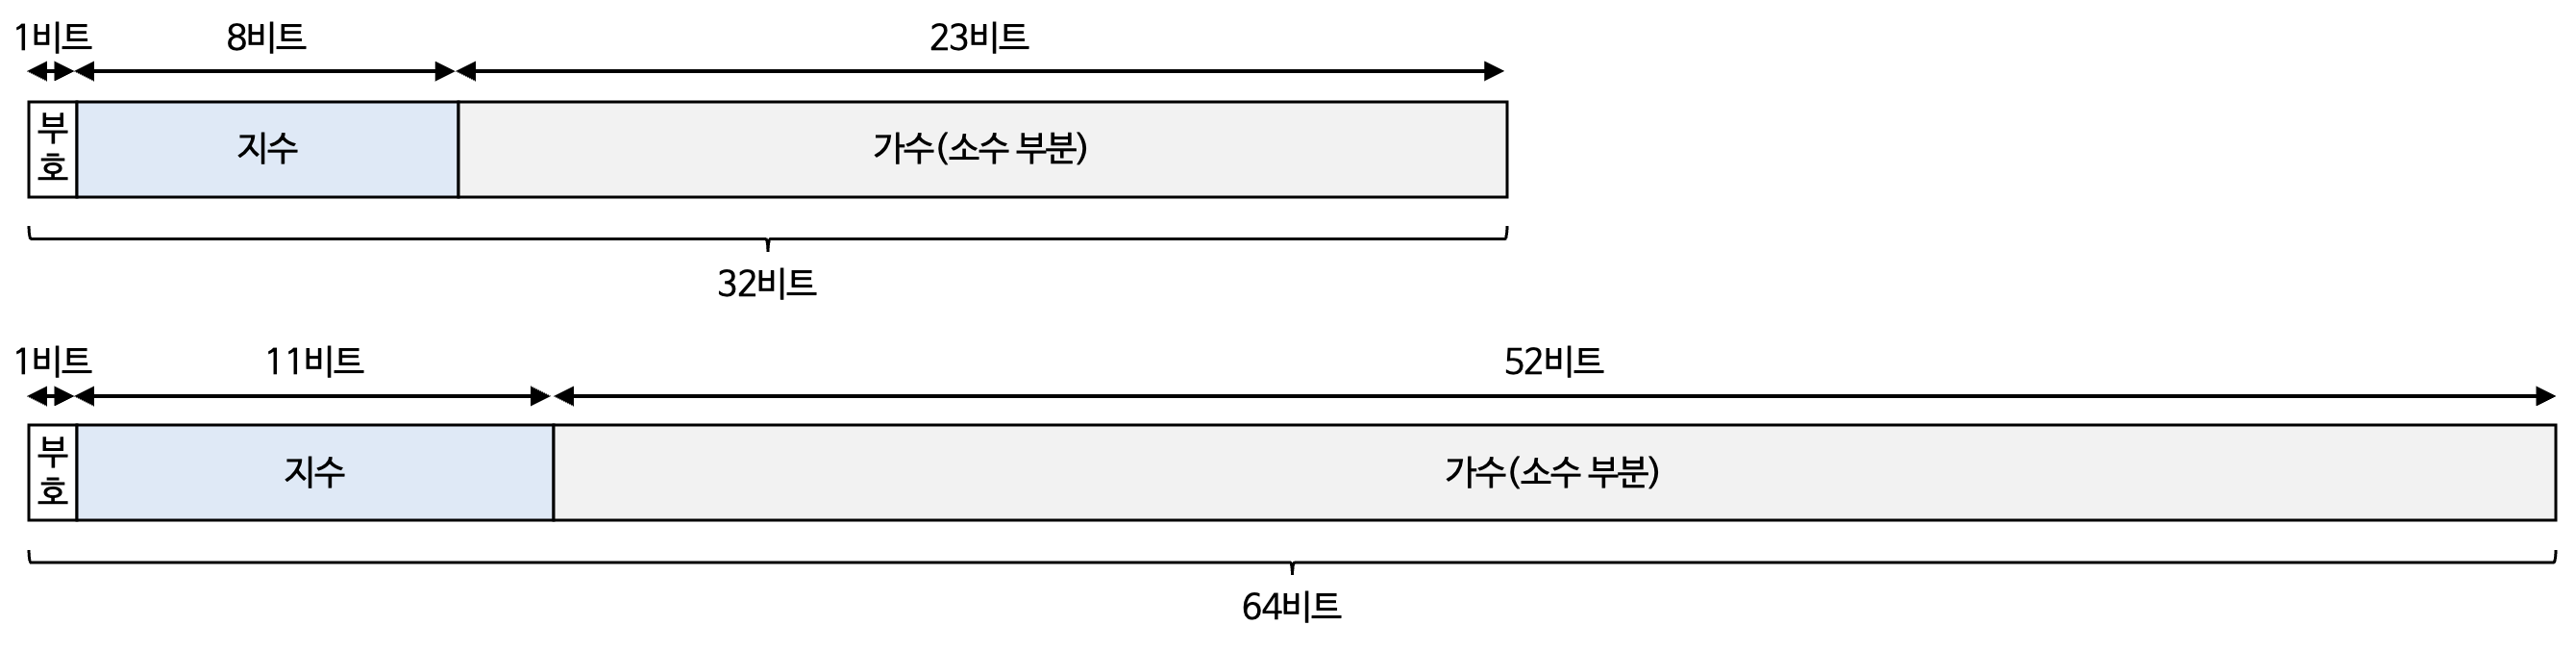 1비트 8비트 23비트
부호 지수 가수(소수 부분)
32비트
1비트 11비트 52비트
부호 지수 가수(소수 부분)
64비트